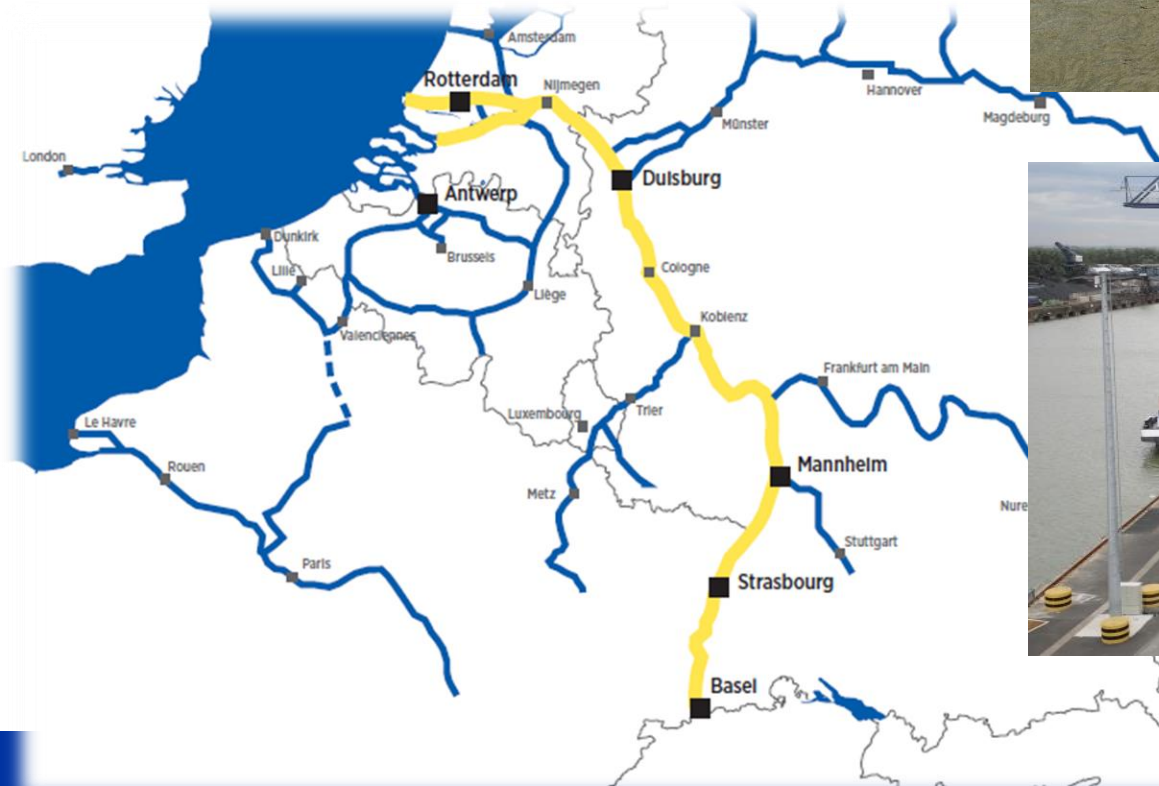 Amsterdam
Rotterdam
Nijmegen
Hannover
Magdeburg
Münster
London
Duisburg
Antwerp
Dunkirk
Brussels
Cologne
Lille
Liège
Koblenz
Valenciennes
Frankfurt am Main
Luxembourg
Trier
Le Havre
Mannheim
Rouen
Metz
Nure
Stuttgart
Paris
Strasbourg
Basel